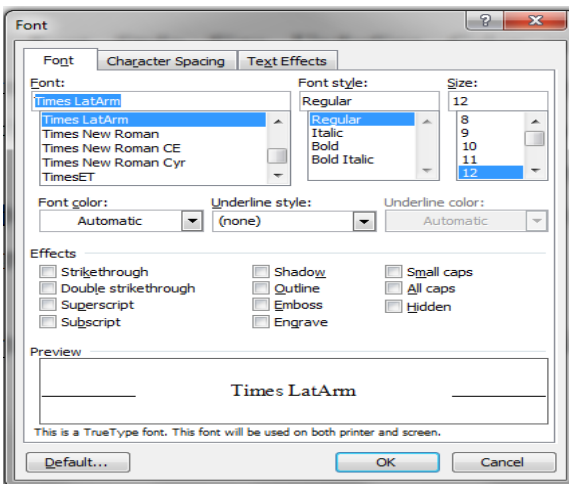 Font
Font Character Spacing Text Effects
Font: Font style: Size:
Times LatArm Regular 12
Times LatArm Regular 8
Times New Roman Italic 9
Times New Roman CE Bold 10
Times New Roman Cyr Bold Italic 11
TimesET 12
Font color: Underline style: Underline color:
Automatic (none) Automatic
Effects
Strikethrough Shadow Small caps
Double strikethrough Outline All caps
Superscript Emboss Hidden
Subscript Engrave
Preview
Times LatArm
This is a TrueType font. This font will be used on both printer and screen.
Default... OK Cancel